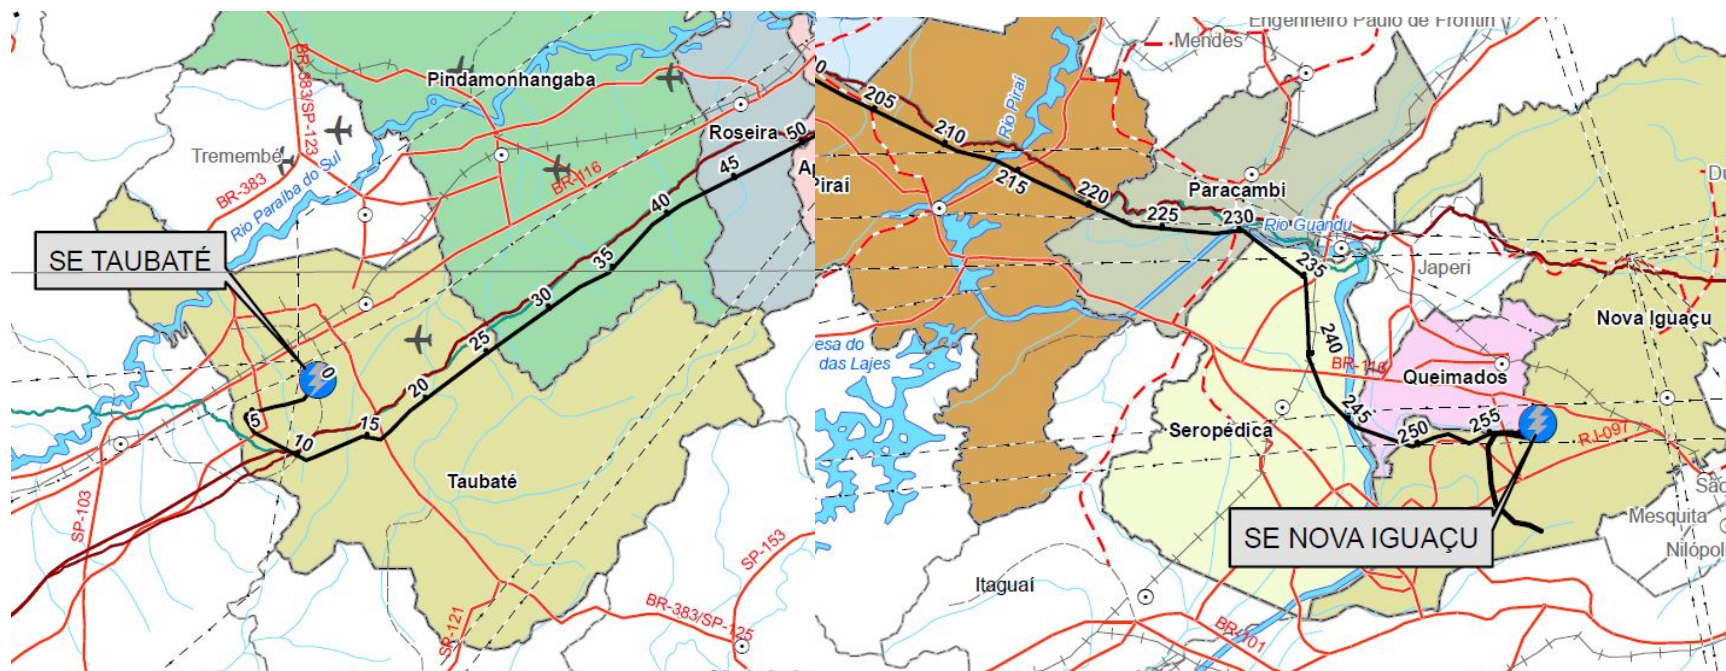 BR-383/SP-123
Pindamonhangaba
Roseira
50
45
Tremembé
BR-383
BR-116
40
Rio Paraíba do Sul
35
SE TAUBATÉ
30
25
0
20
5
15
10
Taubaté
SP-103
SP-153
BR-383/SP-125
SP-121
Engenheiro Paulo de Frontin
Mendes
0
205
210
Rio Piraí
215
Piraí
220
Paracambi
225
230
Rio Guandu
235
Japeri
240
Nova Iguaçu
esa do
das Lajes
BR-116
Queimados
245
250
255
Seropédica
RJ-097
SE NOVA IGUAÇU
Mesquita
Itaguaí
BR-101